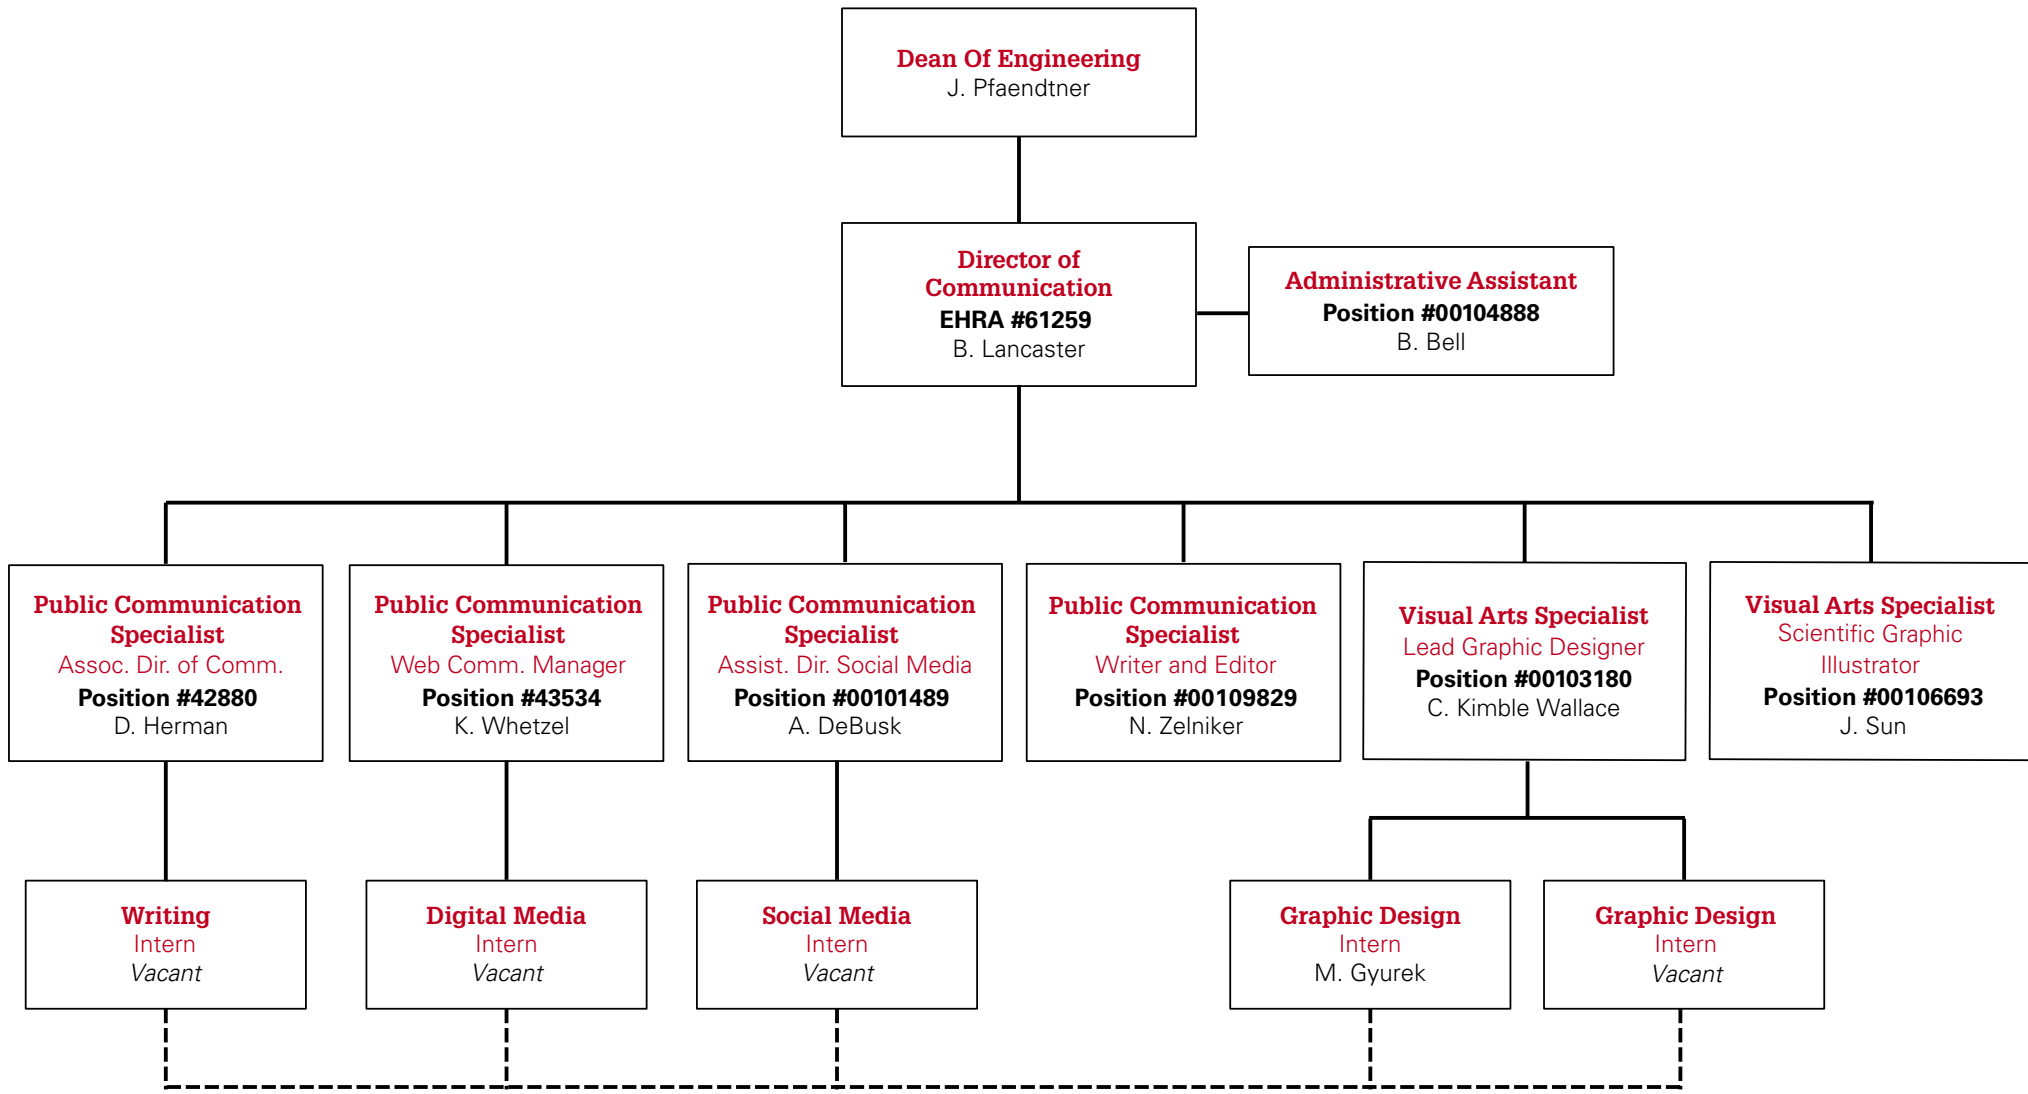 Dean Of Engineering
J. Pfaendtner
Director of
Communication
EHRA #61259
B. Lancaster
Administrative Assistant
Position #00104888
B. Bell
Public Communication
Specialist
Assoc. Dir. of Comm.
Position #42880
D. Herman
Public Communication
Specialist
Web Comm. Manager
Position #43534
K. Whetzel
Public Communication
Specialist
Assist. Dir. Social Media
Position #00101489
A. DeBusk
Public Communication
Specialist
Writer and Editor
Position #00109829
N. Zelniker
Visual Arts Specialist
Lead Graphic Designer
Position #00103180
C. Kimble Wallace
Visual Arts Specialist
Scientific Graphic
Illustrator
Position #00106693
J. Sun
Writing
Intern
Vacant
Digital Media
Intern
Vacant
Social Media
Intern
Vacant
Graphic Design
Intern
M. Gyurek
Graphic Design
Intern
Vacant